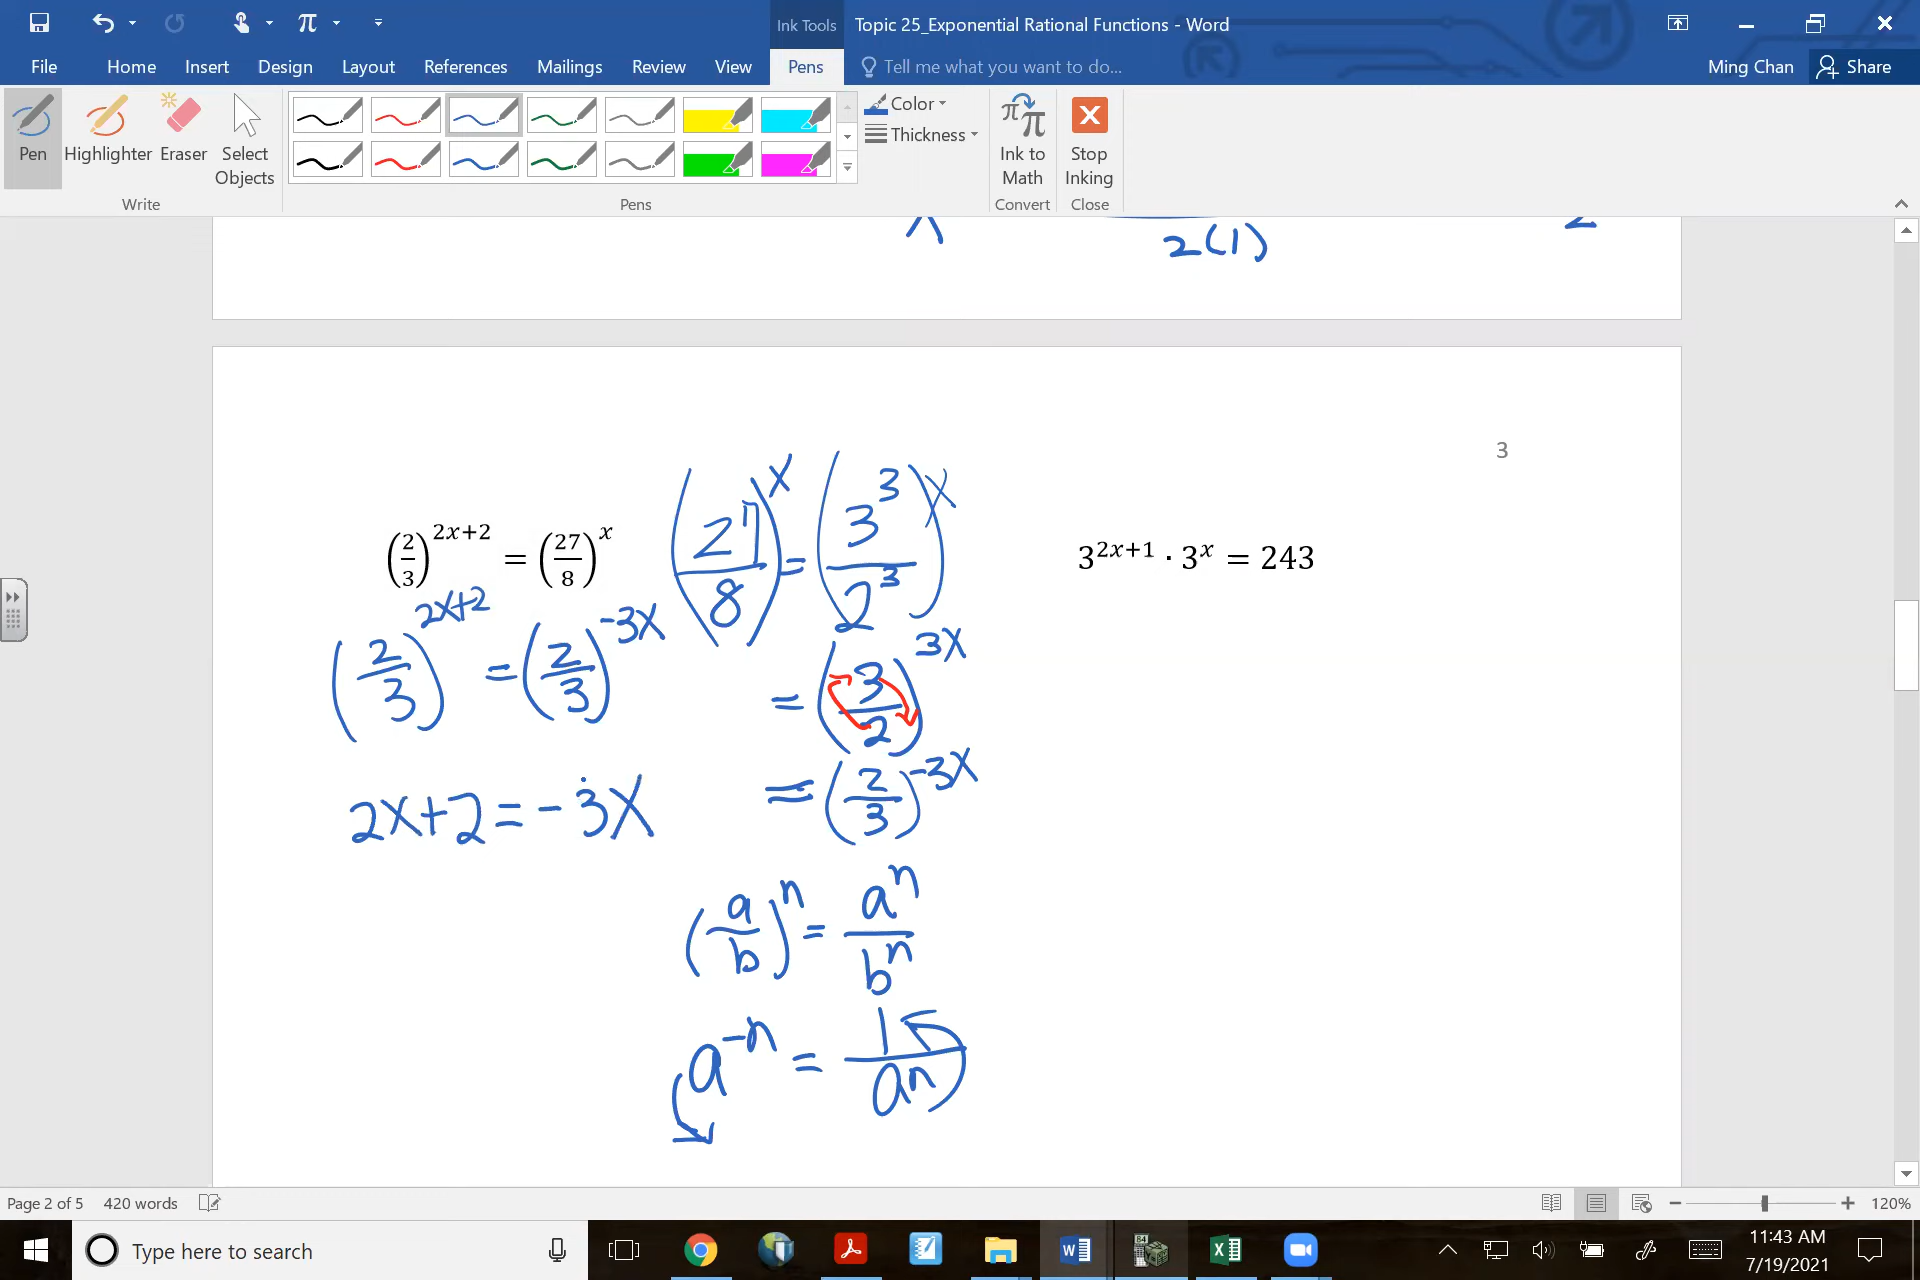 Ink Tools Topic 25_Exponential Rational Functions - Word
File Home Insert Design Layout References Mailings Review View Pens Tell me what you want to do... Ming Chan Share
Pen Highlighter Eraser Select Objects Color Thickness Ink to Math Stop Inking
Write Pens Convert Close
2(1) 2
3
(2/3)^{2x+2} = (27/8)^x
(27/8)^x = (3^3/2^3)^x
3^{2x+1} · 3^x = 243
(2/3)^{2x+2} = (2/3)^{-3x}
= (3/2)^{3x}
= (2/3)^{-3x}
2x+2 = -3x
(a/b)^n = a^n/b^n
a^{-n} = 1/a^n
Page 2 of 5 420 words 120%
Type here to search
84
11:43 AM
7/19/2021